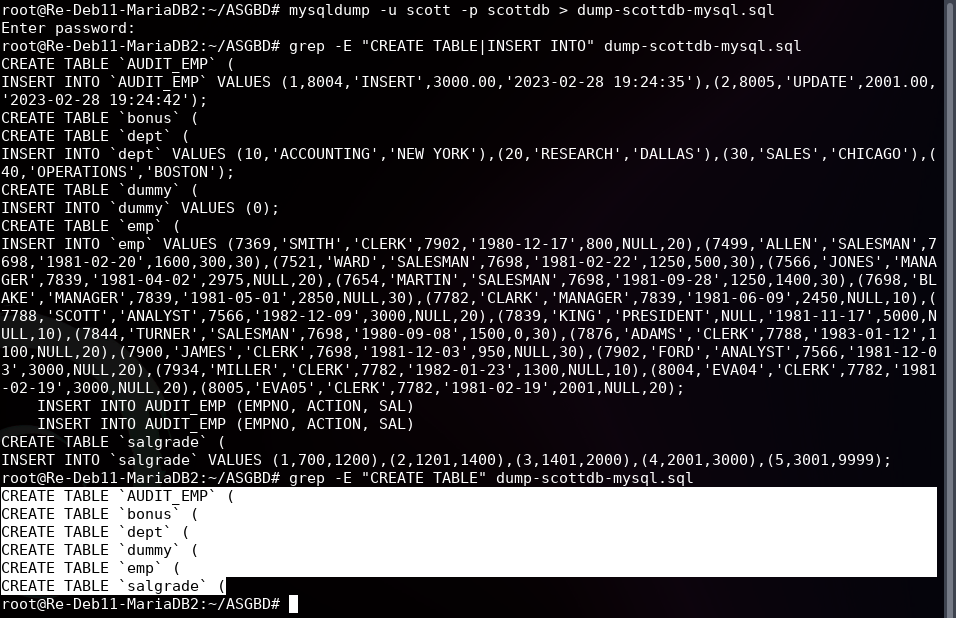 root@Re-Deb11-MariaDB2:~/ASGBD# mysqldump -u scott -p scottdb > dump-scottdb-mysql.sql
Enter password:
root@Re-Deb11-MariaDB2:~/ASGBD# grep -E "CREATE TABLE|INSERT INTO" dump-scottdb-mysql.sql
CREATE TABLE `AUDIT_EMP` (
INSERT INTO `AUDIT_EMP` VALUES (1,8004,'INSERT',3000.00,'2023-02-28 19:24:35'),(2,8005,'UPDATE',2001.00,
'2023-02-28 19:24:42');
CREATE TABLE `bonus` (
CREATE TABLE `dept` (
INSERT INTO `dept` VALUES (10,'ACCOUNTING','NEW YORK'),(20,'RESEARCH','DALLAS'),(30,'SALES','CHICAGO'),(
40,'OPERATIONS','BOSTON');
CREATE TABLE `dummy` (
INSERT INTO `dummy` VALUES (0);
CREATE TABLE `emp` (
INSERT INTO `emp` VALUES (7369,'SMITH','CLERK',7902,'1980-12-17',800,NULL,20),(7499,'ALLEN','SALESMAN',7
698,'1981-02-20',1600,300,30),(7521,'WARD','SALESMAN',7698,'1981-02-22',1250,500,30),(7566,'JONES','MANA
GER',7839,'1981-04-02',2975,NULL,20),(7654,'MARTIN','SALESMAN',7698,'1981-09-28',1250,1400,30),(7698,'BL
AKE','MANAGER',7839,'1981-05-01',2850,NULL,30),(7782,'CLARK','MANAGER',7839,'1981-06-09',2450,NULL,10),(
7788,'SCOTT','ANALYST',7566,'1982-12-09',3000,NULL,20),(7839,'KING','PRESIDENT',NULL,'1981-11-17',5000,N
ULL,10),(7844,'TURNER','SALESMAN',7698,'1980-09-08',1500,0,30),(7876,'ADAMS','CLERK',7788,'1983-01-12',1
100,NULL,20),(7900,'JAMES','CLERK',7698,'1981-12-03',950,NULL,30),(7902,'FORD','ANALYST',7566,'1981-12-0
3',3000,NULL,20),(7934,'MILLER','CLERK',7782,'1982-01-23',1300,NULL,10),(8004,'EVA04','CLERK',7782,'1981
-02-19',3000,NULL,20),(8005,'EVA05','CLERK',7782,'1981-02-19',2001,NULL,20);
    INSERT INTO AUDIT_EMP (EMPNO, ACTION, SAL)
    INSERT INTO AUDIT_EMP (EMPNO, ACTION, SAL)
CREATE TABLE `salgrade` (
INSERT INTO `salgrade` VALUES (1,700,1200),(2,1201,1400),(3,1401,2000),(4,2001,3000),(5,3001,9999);
root@Re-Deb11-MariaDB2:~/ASGBD# grep -E "CREATE TABLE" dump-scottdb-mysql.sql
CREATE TABLE `AUDIT_EMP` (
CREATE TABLE `bonus` (
CREATE TABLE `dept` (
CREATE TABLE `dummy` (
CREATE TABLE `emp` (
CREATE TABLE `salgrade` (
root@Re-Deb11-MariaDB2:~/ASGBD#